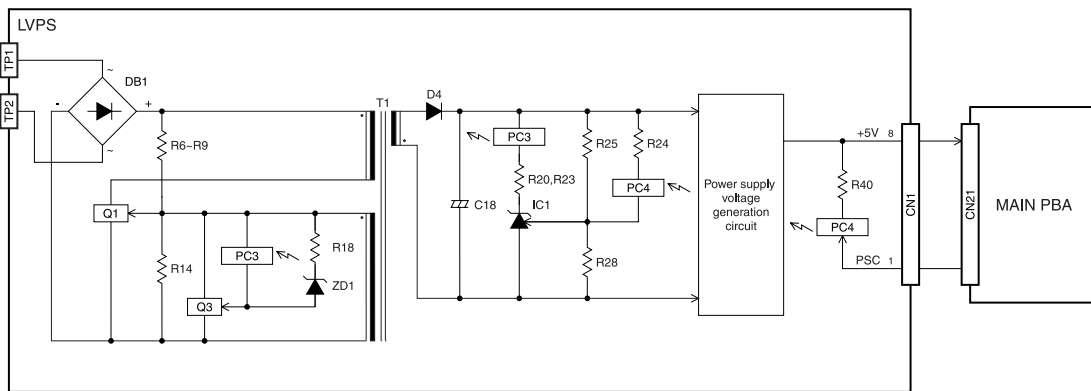 LVPS
TP1
TP2
DB1
~
-
+
~
T1
D4
R6~R9
PC3
R25
R24
R20,R23
PC4
Q1
C18
IC1
R28
PC3
R18
R14
ZD1
Q3
Power supply
voltage
generation
circuit
+5V 8
R40
PC4
PSC 1
CN1
CN21
MAIN PBA